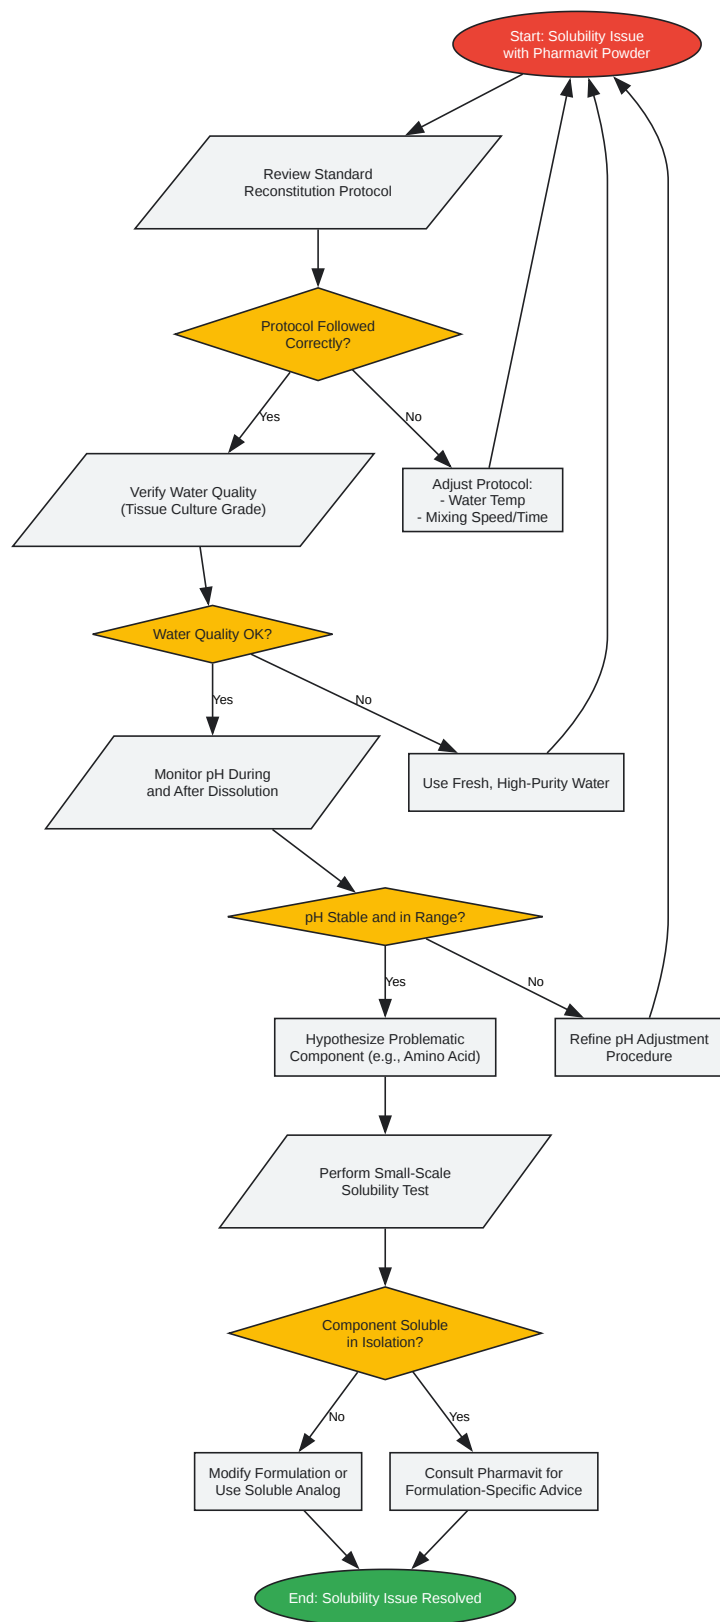 Start: Solubility Issue
with Pharmavit Powder
Review Standard
Reconstitution Protocol
Protocol Followed
Correctly?
Yes
No
Verify Water Quality
(Tissue Culture Grade)
Adjust Protocol:
- Water Temp
- Mixing Speed/Time
Water Quality OK?
Yes
No
Monitor pH During
and After Dissolution
Use Fresh, High-Purity Water
pH Stable and in Range?
Yes
No
Hypothesize Problematic
Component (e.g., Amino Acid)
Refine pH Adjustment
Procedure
Perform Small-Scale
Solubility Test
Component Soluble
in Isolation?
No
Yes
Modify Formulation or
Use Soluble Analog
Consult Pharmavit for
Formulation-Specific Advice
End: Solubility Issue Resolved